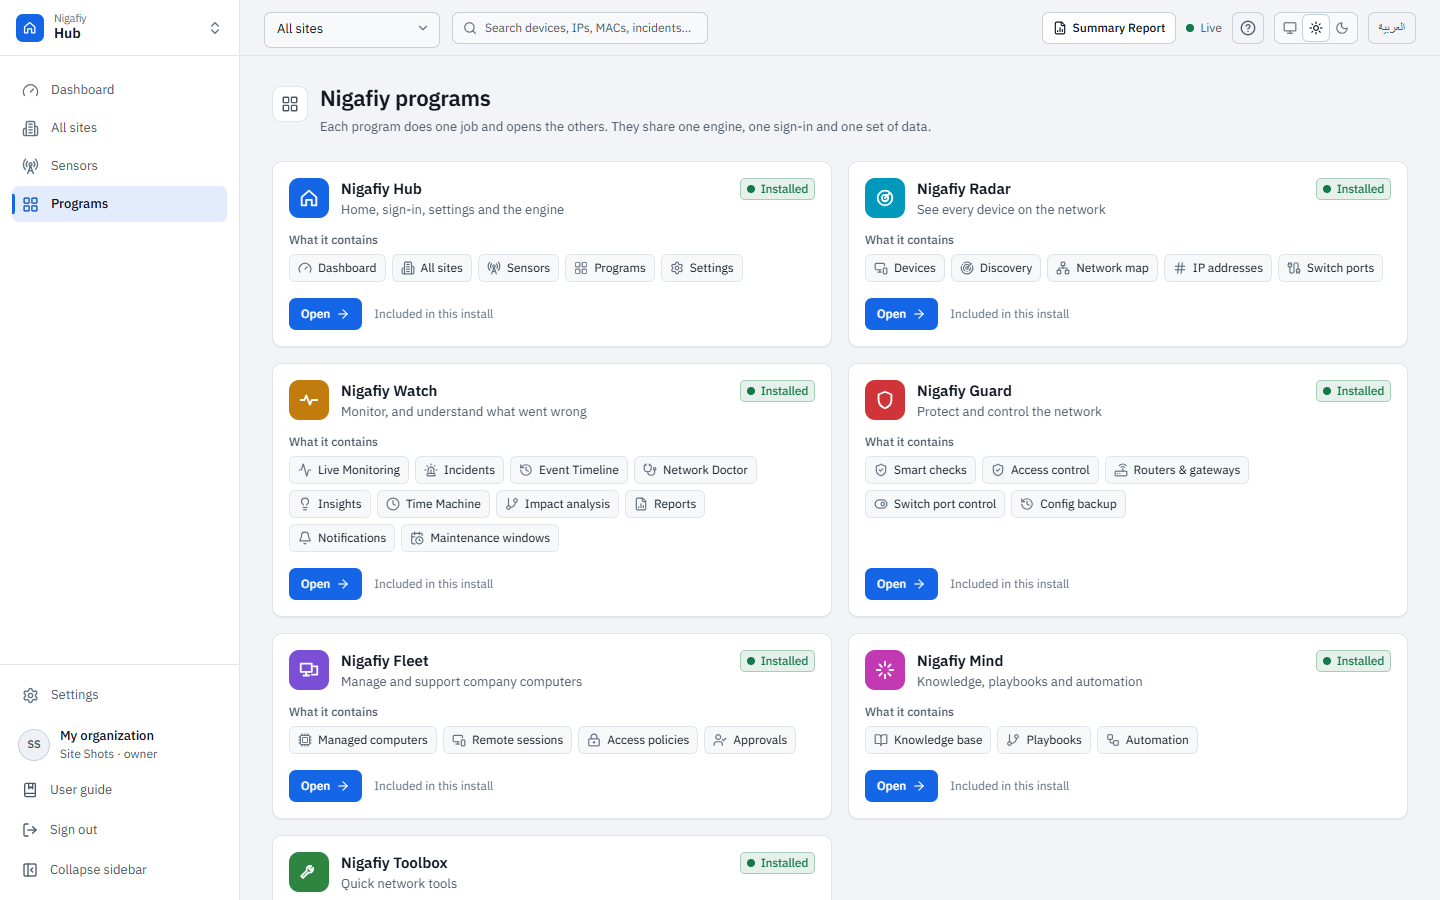 Nigafiy
Hub
All sites
Search devices, IPs, MACs, incidents...
Summary Report
Live
العربية
Dashboard
All sites
Sensors
Programs
Settings
SS
My organization
Site Shots · owner
User guide
Sign out
Collapse sidebar
Nigafiy programs
Each program does one job and opens the others. They share one engine, one sign-in and one set of data.
Nigafiy Hub
Installed
Home, sign-in, settings and the engine
What it contains
Dashboard All sites Sensors Programs Settings
Open Included in this install
Nigafiy Radar
Installed
See every device on the network
What it contains
Devices Discovery Network map IP addresses Switch ports
Open Included in this install
Nigafiy Watch
Installed
Monitor, and understand what went wrong
What it contains
Live Monitoring Incidents Event Timeline Network Doctor
Insights Time Machine Impact analysis Reports
Notifications Maintenance windows
Open Included in this install
Nigafiy Guard
Installed
Protect and control the network
What it contains
Smart checks Access control Routers & gateways
Switch port control Config backup
Open Included in this install
Nigafiy Fleet
Installed
Manage and support company computers
What it contains
Managed computers Remote sessions Access policies Approvals
Open Included in this install
Nigafiy Mind
Installed
Knowledge, playbooks and automation
What it contains
Knowledge base Playbooks Automation
Open Included in this install
Nigafiy Toolbox
Installed
Quick network tools